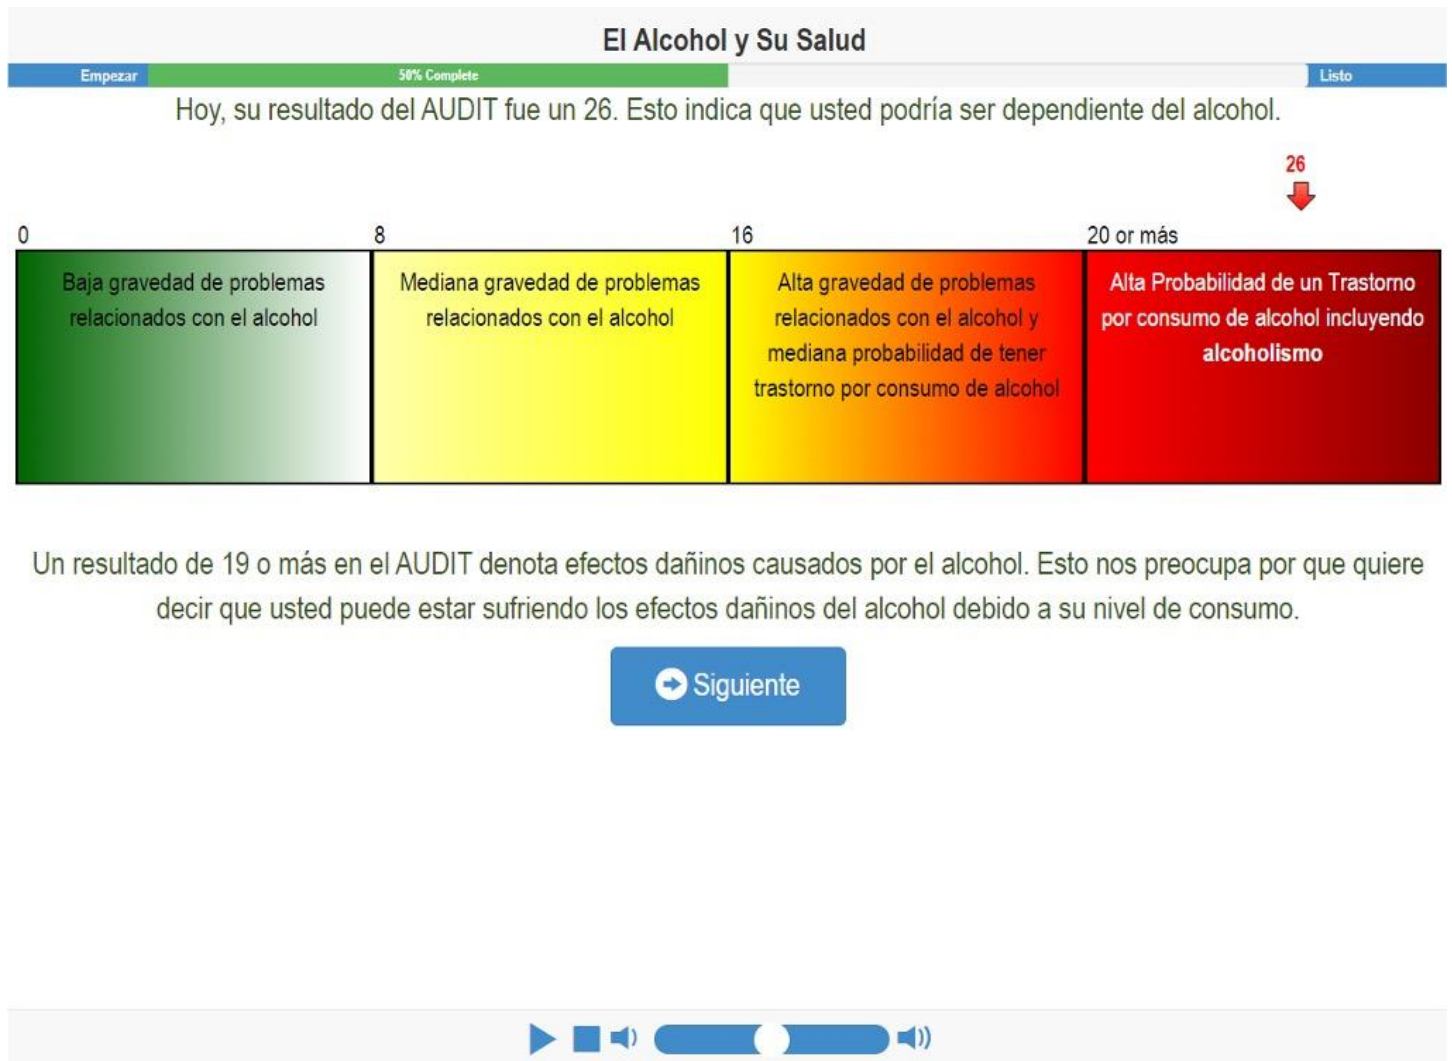 El Alcohol y Su Salud
Empezar
50% Complete
Listo
Hoy, su resultado del AUDIT fue un 26. Esto indica que usted podría ser dependiente del alcohol.
26
0
8
16
20 or más
Baja gravedad de problemas
relacionados con el alcohol
Mediana gravedad de problemas
relacionados con el alcohol
Alta gravedad de problemas
relacionados con el alcohol y
mediana probabilidad de tener
trastorno por consumo de alcohol
Alta Probabilidad de un Trastorno
por consumo de alcohol incluyendo
alcoholismo
Un resultado de 19 o más en el AUDIT denota efectos dañinos causados por el alcohol. Esto nos preocupa por que quiere
decir que usted puede estar sufriendo los efectos dañinos del alcohol debido a su nivel de consumo.
Siguiente